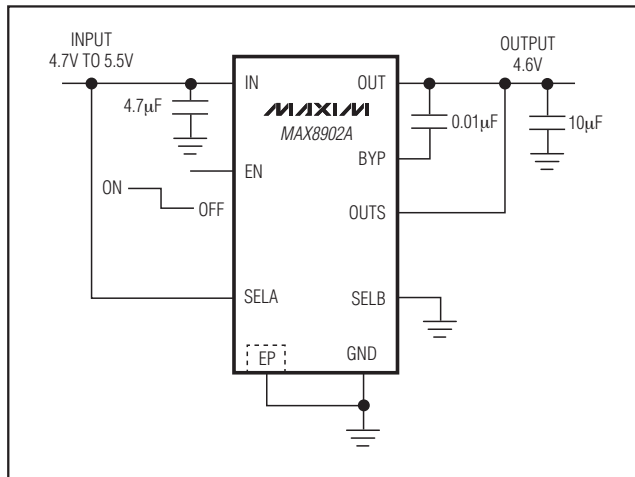 INPUT
4.7V TO 5.5V
OUTPUT
4.6V
IN
OUT
4.7µF
MAXIM
MAX8902A
0.01µF
10µF
BYP
EN
ON
OFF
OUTS
SELA
SELB
EP
GND